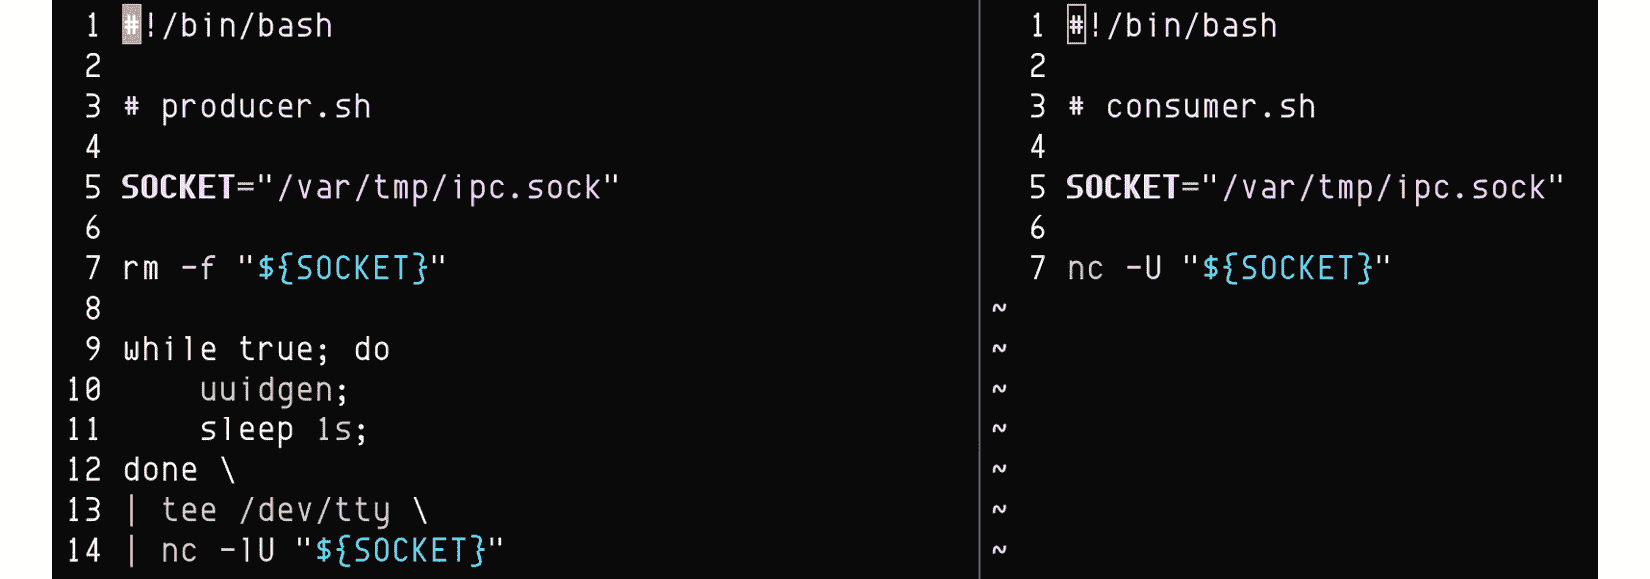 1 #!/bin/bash
2
3 # producer.sh
4
5 SOCKET="/var/tmp/ipc.sock"
6
7 rm -f "${SOCKET}"
8
9 while true; do
10     uuidgen;
11     sleep 1s;
12 done \
13 | tee /dev/tty \
14 | nc -lU "${SOCKET}"
1 #!/bin/bash
2
3 # consumer.sh
4
5 SOCKET="/var/tmp/ipc.sock"
6
7 nc -U "${SOCKET}"
~
~
~
~
~
~
~